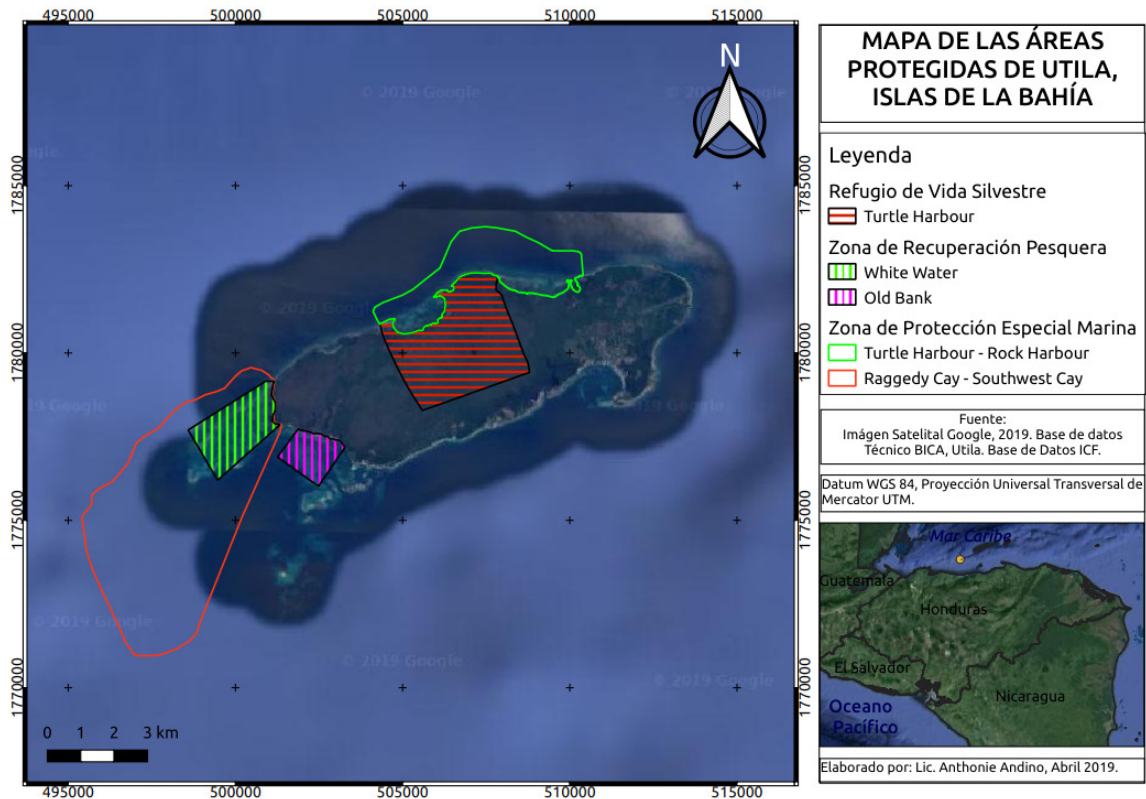 495000 500000 505000 510000 515000
© 2019 Google
© 2019 Google
ogle
© 2019 Google
© 2019 Google
019 Google
019 Google
© 2019 Google
© 2019 Google
© 2019 Google
N
1785000
1780000
1775000
1770000
1785000
1780000
1775000
1770000
0 1 2 3 km
495000 500000 505000 510000 515000
MAPA DE LAS ÁREAS
PROTEGIDAS DE UTILA,
ISLAS DE LA BAHÍA
Leyenda
Refugio de Vida Silvestre
Turtle Harbour
Zona de Recuperación Pesquera
White Water
Old Bank
Zona de Protección Especial Marina
Turtle Harbour - Rock Harbour
Raggedy Cay - Southwest Cay
Fuente:
Imágen Satelital Google, 2019. Base de datos
Técnico BICA, Utila. Base de Datos ICF.
Datum WGS 84, Proyección Universal Transversal de
Mercator UTM.
Mar Caribe
Guatemala
Honduras
El Salvador
Nicaragua
Oceano
Pacífico
Elaborado por: Lic. Anthonie Andino, Abril 2019.